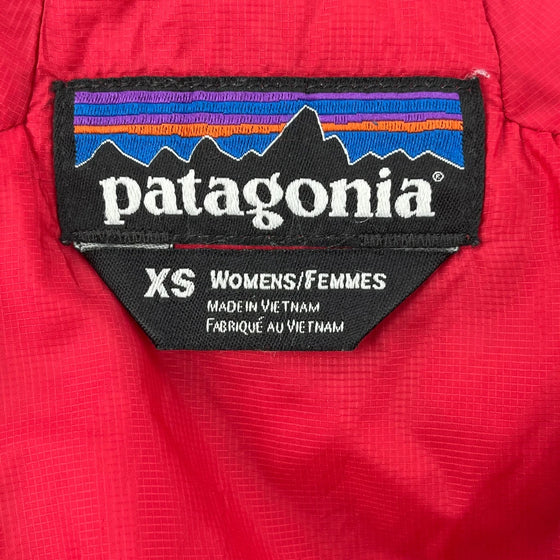 patagonia®
XS WOMENS/FEMMES
MADE IN VIETNAM
FABRIQUÉ AU VIETNAM